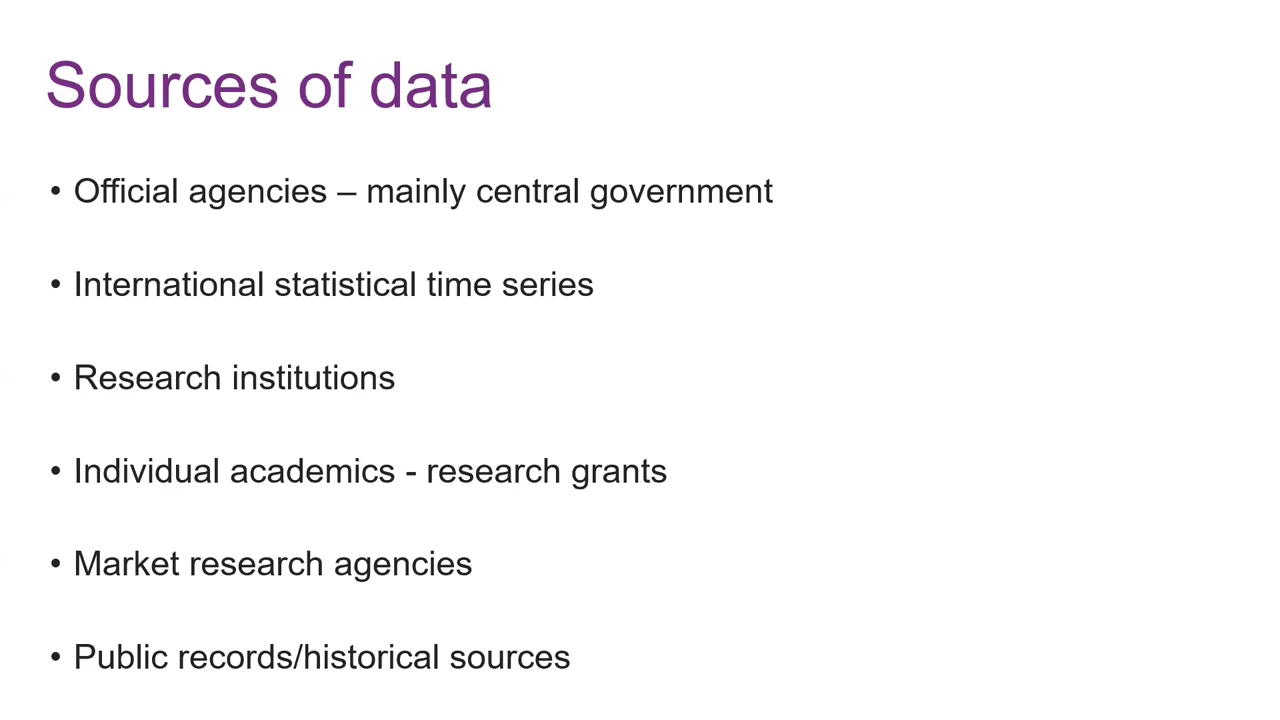 Sources of data
• Official agencies – mainly central government
• International statistical time series
• Research institutions
• Individual academics - research grants
• Market research agencies
• Public records/historical sources